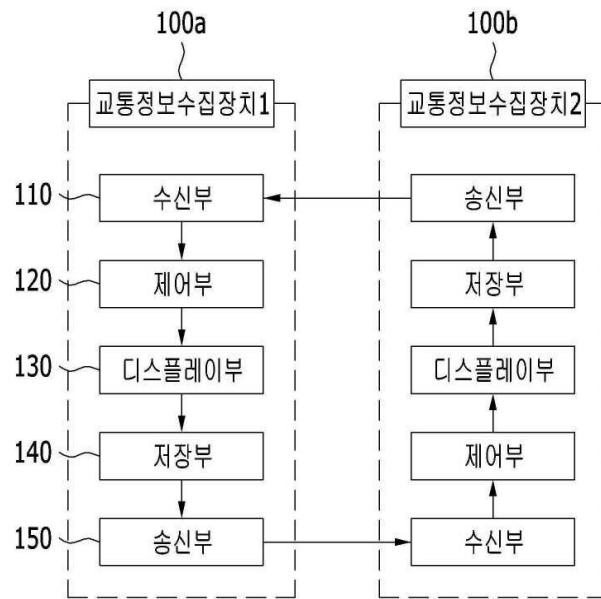 100a
100b
교통정보수집장치1
교통정보수집장치2
110
수신부
송신부
120
제어부
저장부
130
디스플레이부
디스플레이부
140
저장부
제어부
150
송신부
수신부